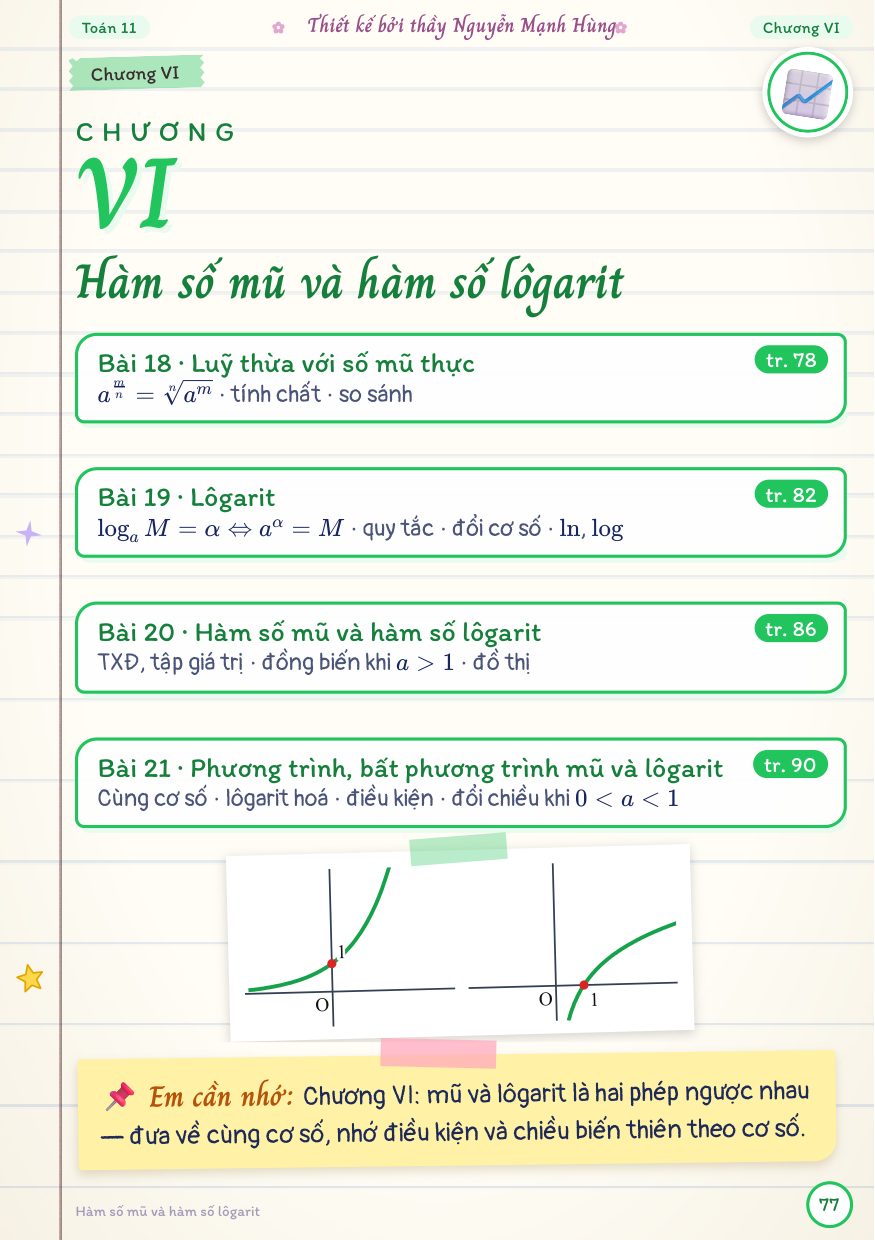 Toán 11
Thiết kế bởi thầy Nguyễn Mạnh Hùng
Chương VI
Chương VI
CHƯƠNG
VI
Hàm số mũ và hàm số lôgarit
Bài 18 · Luỹ thừa với số mũ thực
tr. 78
a^{m/n} = \sqrt[n]{a^m} · tính chất · so sánh
Bài 19 · Lôgarit
tr. 82
log_a M = α ⇔ a^α = M · quy tắc · đổi cơ số · ln, log
Bài 20 · Hàm số mũ và hàm số lôgarit
tr. 86
TXĐ, tập giá trị · đồng biến khi a > 1 · đồ thị
Bài 21 · Phương trình, bất phương trình mũ và lôgarit
tr. 90
Cùng cơ số · lôgarit hoá · điều kiện · đổi chiều khi 0 < a < 1
1
O
O
1
Em cần nhớ: Chương VI: mũ và lôgarit là hai phép ngược nhau
— đưa về cùng cơ số, nhớ điều kiện và chiều biến thiên theo cơ số.
Hàm số mũ và hàm số lôgarit
77